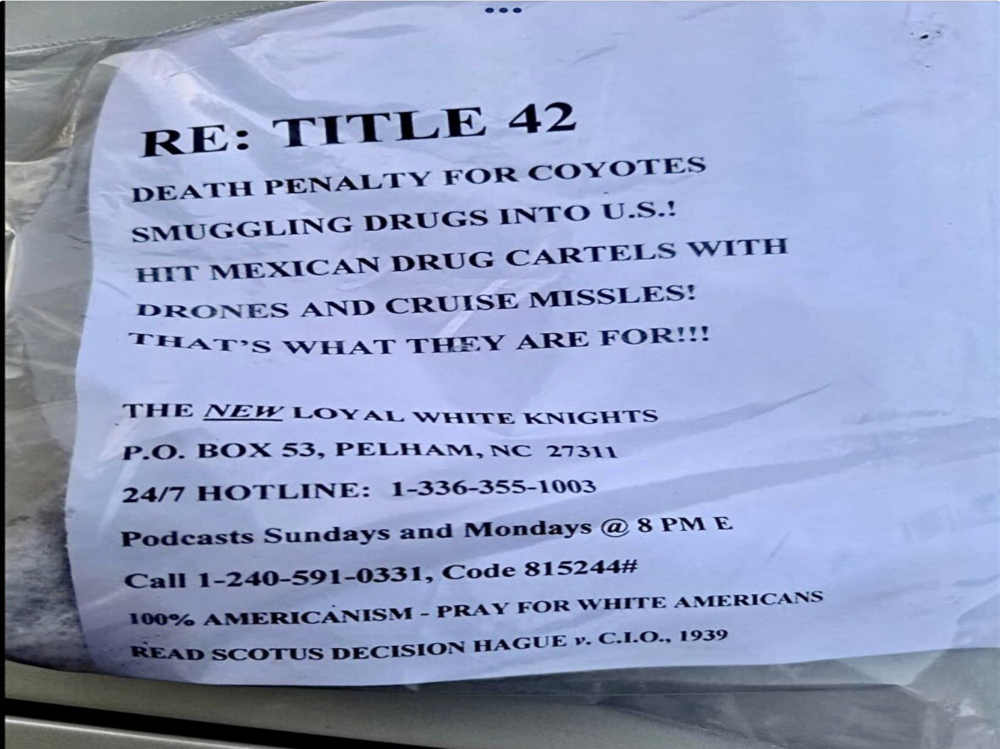 RE: TITLE 42
DEATH PENALTY FOR COYOTES
SMUGGLING DRUGS INTO U.S.!
HIT MEXICAN DRUG CARTELS WITH
DRONES AND CRUISE MISSLES!
THAT'S WHAT THEY ARE FOR!!!
THE NEW LOYAL WHITE KNIGHTS
P.O. BOX 53, PELHAM, NC 27311
24/7 HOTLINE: 1-336-355-1003
Podcasts Sundays and Mondays @ 8 PM E
Call 1-240-591-0331, Code 815244#
100% AMERICANISM - PRAY FOR WHITE AMERICANS
READ SCOTUS DECISION HAGUE v. C.I.O., 1939